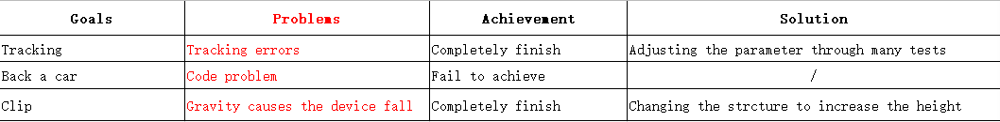 Goals Problems Achievement Solution
Tracking Tracking errors Completely finish Adjusting the parameter through many tests
Back a car Code problem Fail to achieve /
Clip Gravity causes the device fall Completely finish Changing the strcture to increase the height